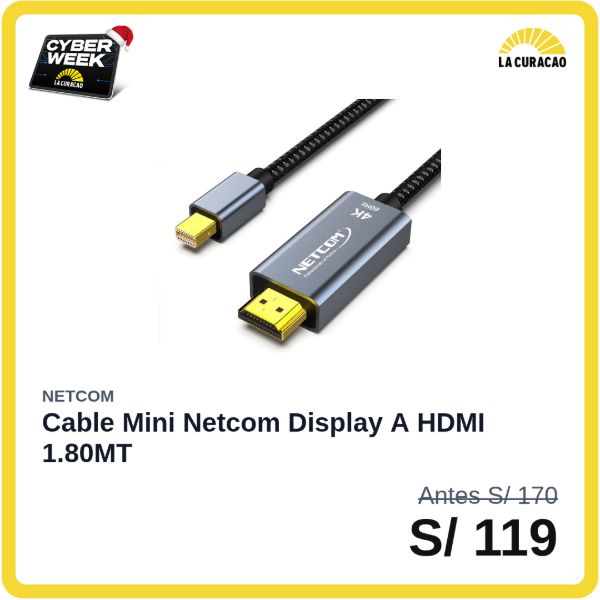 CYBER
WEEK
LA CURACAO
LA CURACAO
4K
60Hz
NETCOM
NETCOM
Cable Mini Netcom Display A HDMI
1.80MT
Antes S/ 170
S/ 119